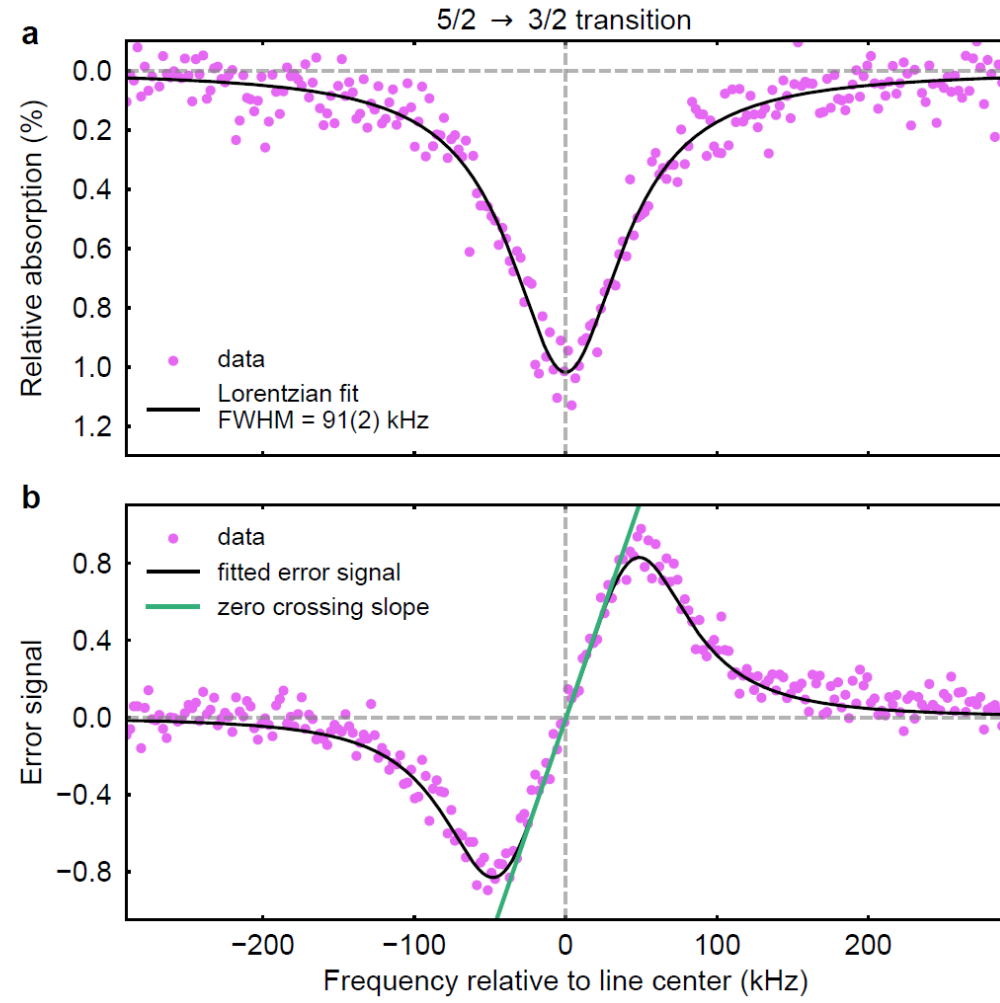 5/2 → 3/2 transition
a
0.0
0.2
0.4
0.6
0.8
1.0
1.2
Relative absorption (%)
data
Lorentzian fit
FWHM = 91(2) kHz
b
0.8
0.4
0.0
−0.4
−0.8
Error signal
data
fitted error signal
zero crossing slope
−200
−100
0
100
200
Frequency relative to line center (kHz)